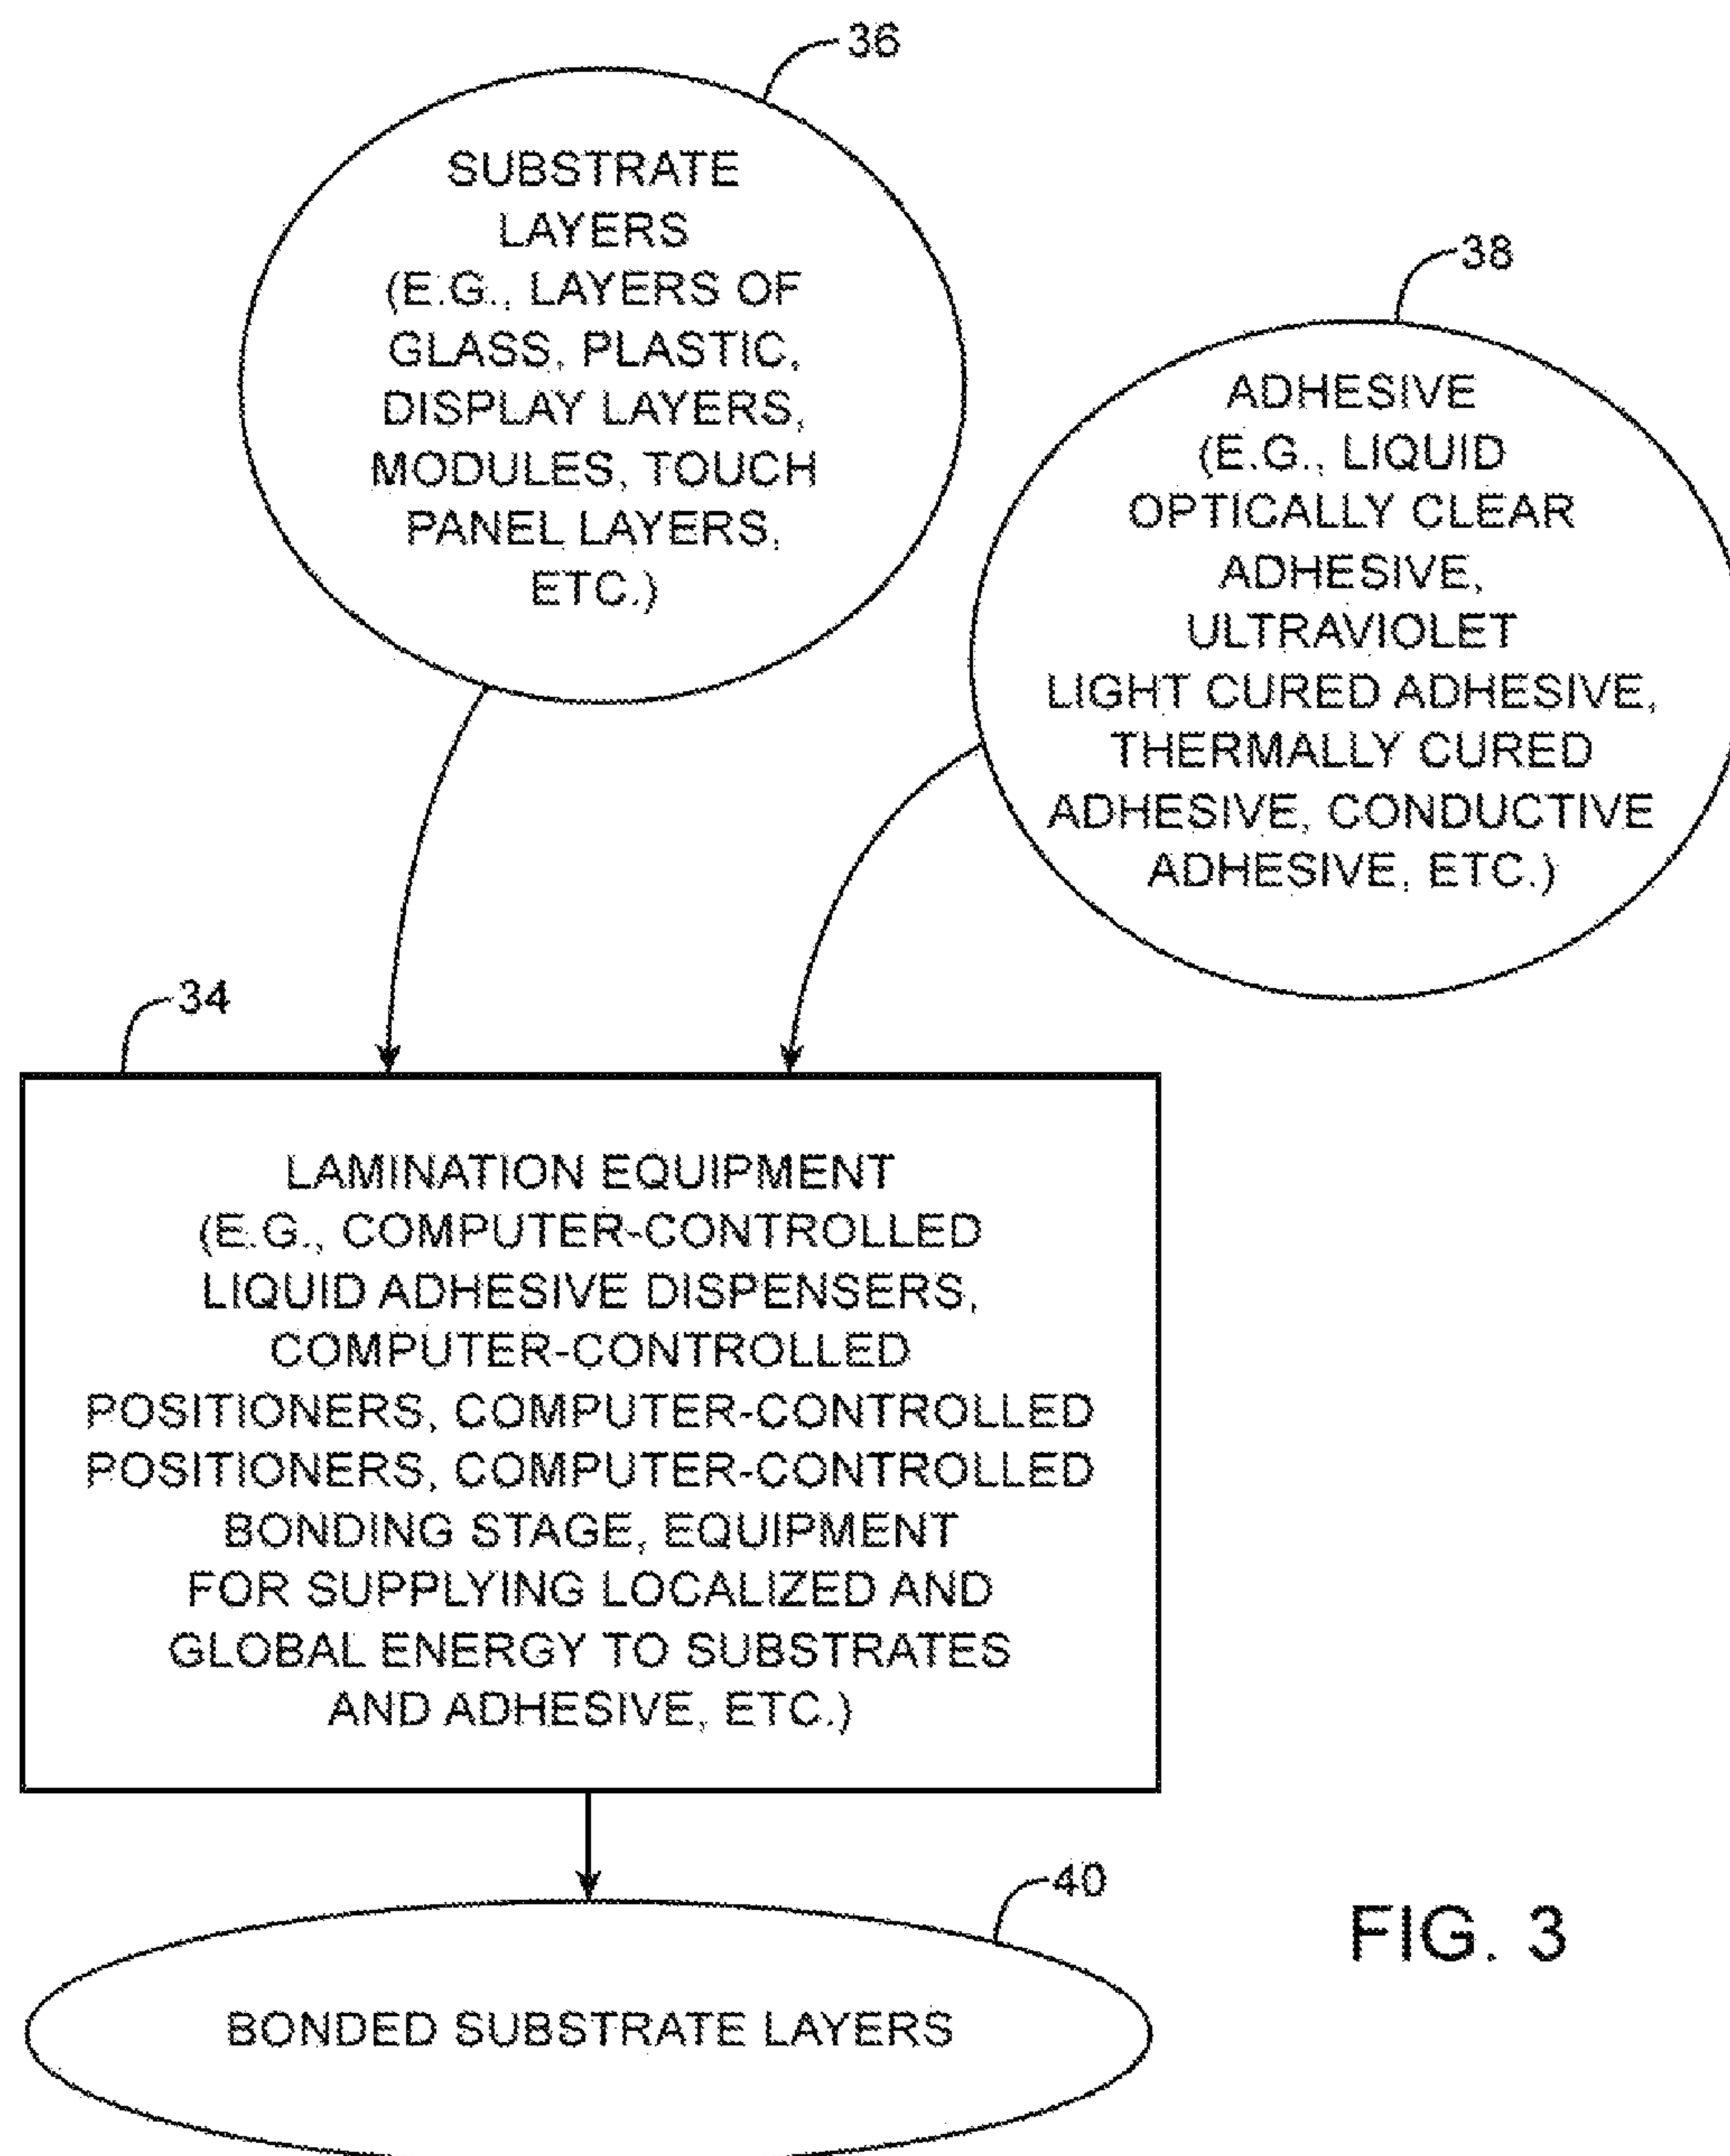 36
SUBSTRATE
LAYERS
(E.G., LAYERS OF
GLASS, PLASTIC,
DISPLAY LAYERS,
MODULES, TOUCH
PANEL LAYERS,
ETC.)
38
ADHESIVE
(E.G., LIQUID
OPTICALLY CLEAR
ADHESIVE,
ULTRAVIOLET
LIGHT CURED ADHESIVE,
THERMALLY CURED
ADHESIVE, CONDUCTIVE
ADHESIVE, ETC.)
34
LAMINATION EQUIPMENT
(E.G., COMPUTER-CONTROLLED
LIQUID ADHESIVE DISPENSERS,
COMPUTER-CONTROLLED
POSITIONERS, COMPUTER-CONTROLLED
POSITIONERS, COMPUTER-CONTROLLED
BONDING STAGE, EQUIPMENT
FOR SUPPLYING LOCALIZED AND
GLOBAL ENERGY TO SUBSTRATES
AND ADHESIVE, ETC.)
40
BONDED SUBSTRATE LAYERS
FIG. 3